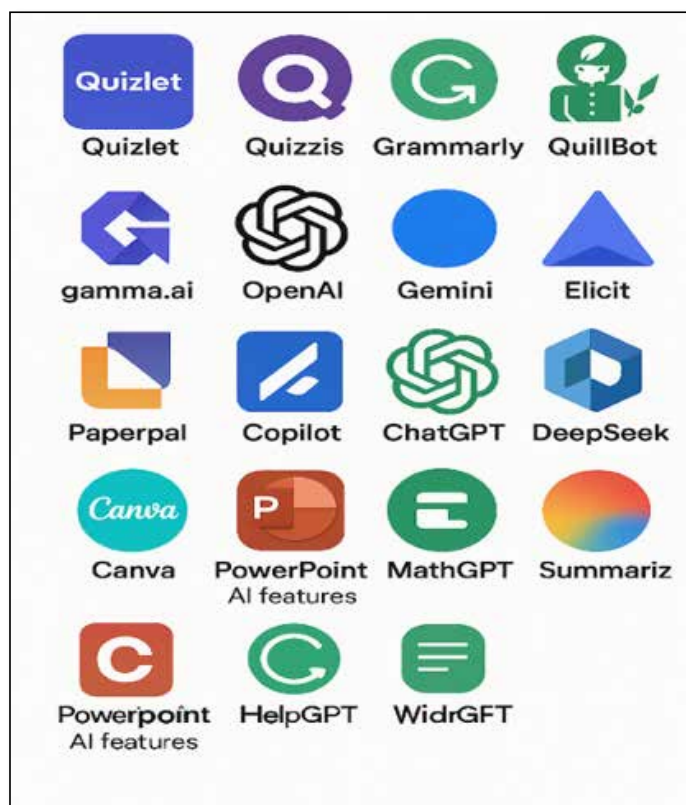 Quizlet
Quizlet Quizzis Grammarly QuillBot
gamma.ai OpenAI Gemini Elicit
Paperpal Copilot ChatGPT DeepSeek
Canva
P
Canva PowerPoint MathGPT Summariz
AI features
C
Powerpoint HelpGPT WidrGFT
AI features